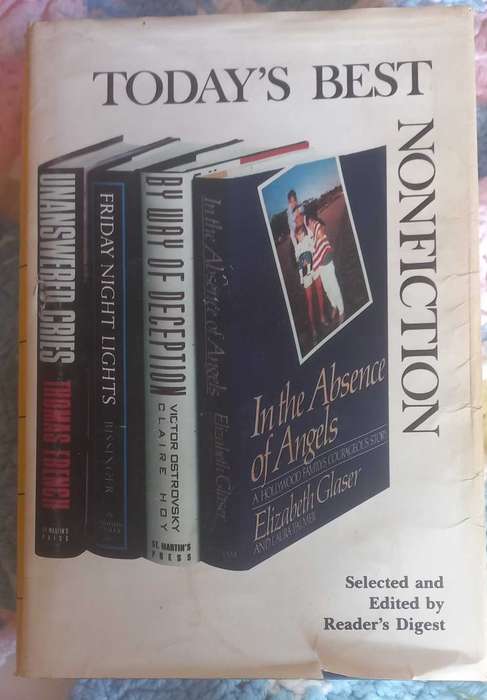 TODAY'S BEST
NONFICTION
UNANSWERED CRIES
THOMAS FRENCH
ST. MARTIN'S
PRESS
FRIDAY NIGHT LIGHTS
BISSINGER
BY WAY OF DECEPTION
VICTOR OSTROVSKY
CLAIRE HOY
ST. MARTIN'S
PRESS
In the Absence of Angels
Elizabeth Glaser
In the Absence
of Angels
A HOLLYWOOD FAMILY'S COURAGEOUS STORY
Elizabeth Glaser
AND LAURA PALMER
Selected and
Edited by
Reader's Digest